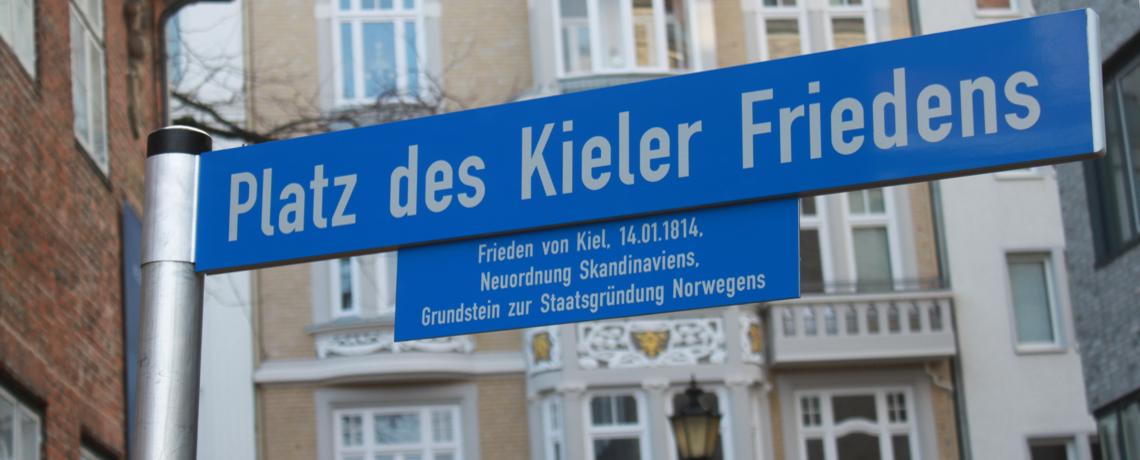 Platz des Kieler Friedens
Frieden von Kiel, 14.01.1814,
Neuordnung Skandinaviens,
Grundstein zur Staatsgründung Norwegens